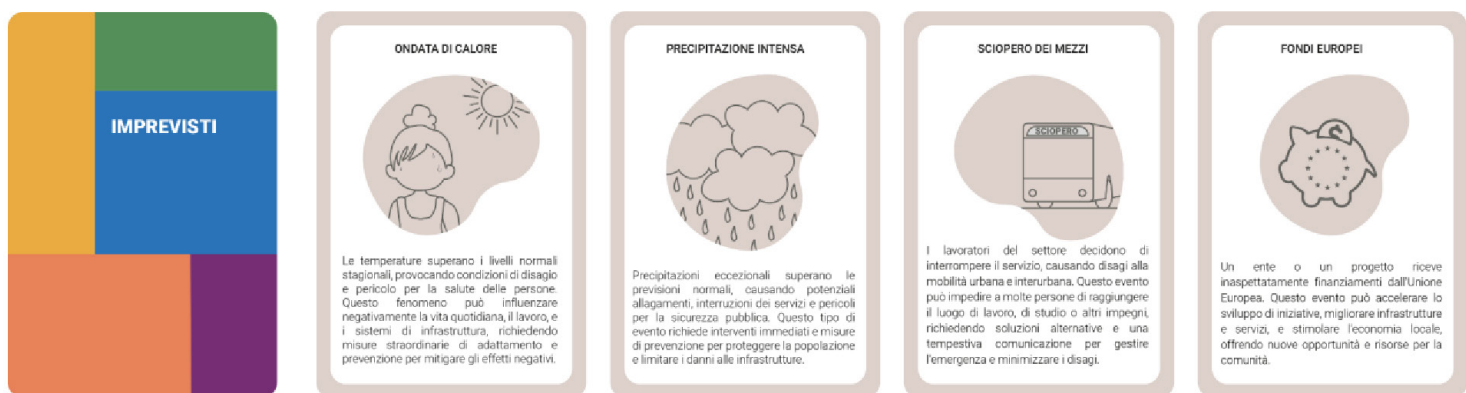 IMPREVISTI
ONDATA DI CALORE
Le temperature superano i livelli normali
stagionali, provocando condizioni di disagio
e pericolo per la salute delle persone.
Questo fenomeno può influenzare
negativamente la vita quotidiana, il lavoro, e
i sistemi di infrastruttura, richiedendo
misure straordinarie di adattamento e
prevenzione per mitigare gli effetti negativi.
PRECIPITAZIONE INTENSA
Precipitazioni eccezionali superano le
previsioni normali, causando potenziali
allagamenti, interruzioni dei servizi e pericoli
per la sicurezza pubblica. Questo tipo di
evento richiede interventi immediati e misure
di prevenzione per proteggere la popolazione
e limitare i danni alle infrastrutture.
SCIOPERO DEI MEZZI
SCIOPERO
I lavoratori del settore decidono di
interrompere il servizio, causando disagi alla
mobilità urbana e interurbana. Questo evento
può impedire a molte persone di raggiungere
il luogo di lavoro, di studio o altri impegni,
richiedendo soluzioni alternative e una
tempestiva comunicazione per gestire
l'emergenza e minimizzare i disagi.
FONDI EUROPEI
Un ente o un progetto riceve
inaspettatamente finanziamenti dall'Unione
Europea. Questo evento può accelerare lo
sviluppo di iniziative, migliorare infrastrutture
e servizi, e stimolare l'economia locale,
offrendo nuove opportunità e risorse per la
comunità.